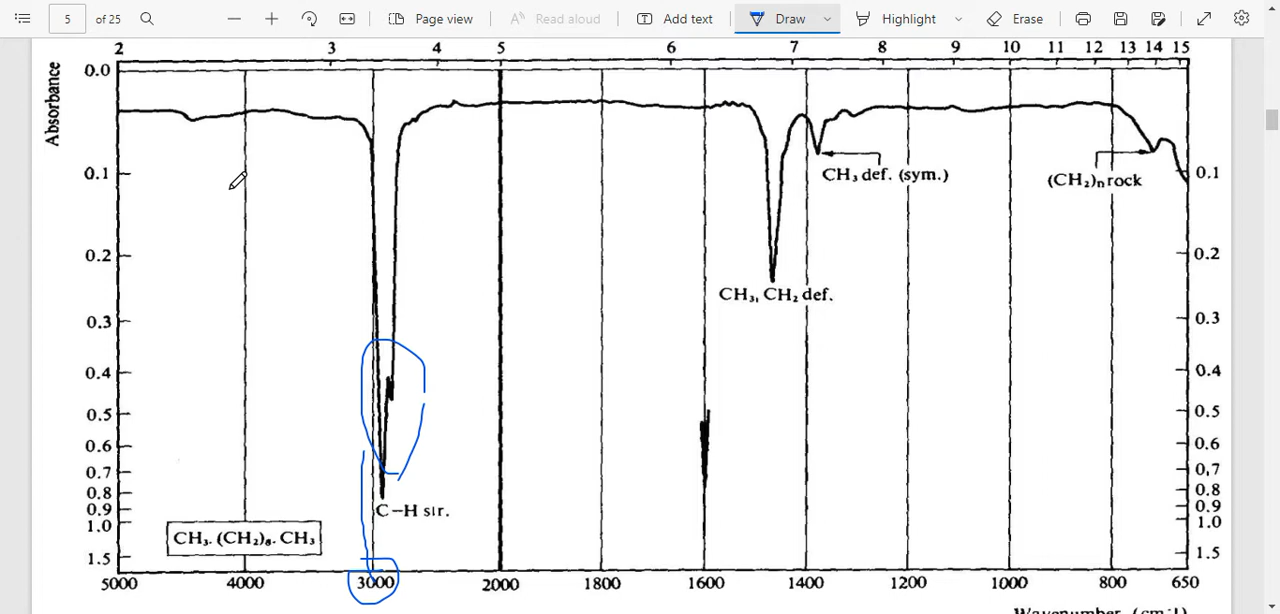 5 of 25 Page view Read aloud Add text Draw Highlight Erase
2 3 4 5 6 7 8 9 10 11 12 13 14 15
Absorbance
0.0
0.1 0.1
CH₃ def. (sym.)
(CH₂)ₙ rock
0.2 0.2
CH₃, CH₂ def.
0.3 0.3
0.4 0.4
0.5 0.5
0.6 0.6
0.7 0.7
0.8 0.8
0.9 0.9
C–H str.
1.0 1.0
CH₃. (CH₂)₆. CH₃
1.5 1.5
5000 4000 3000 2000 1800 1600 1400 1200 1000 800 650
Wavenumber (cm⁻¹)